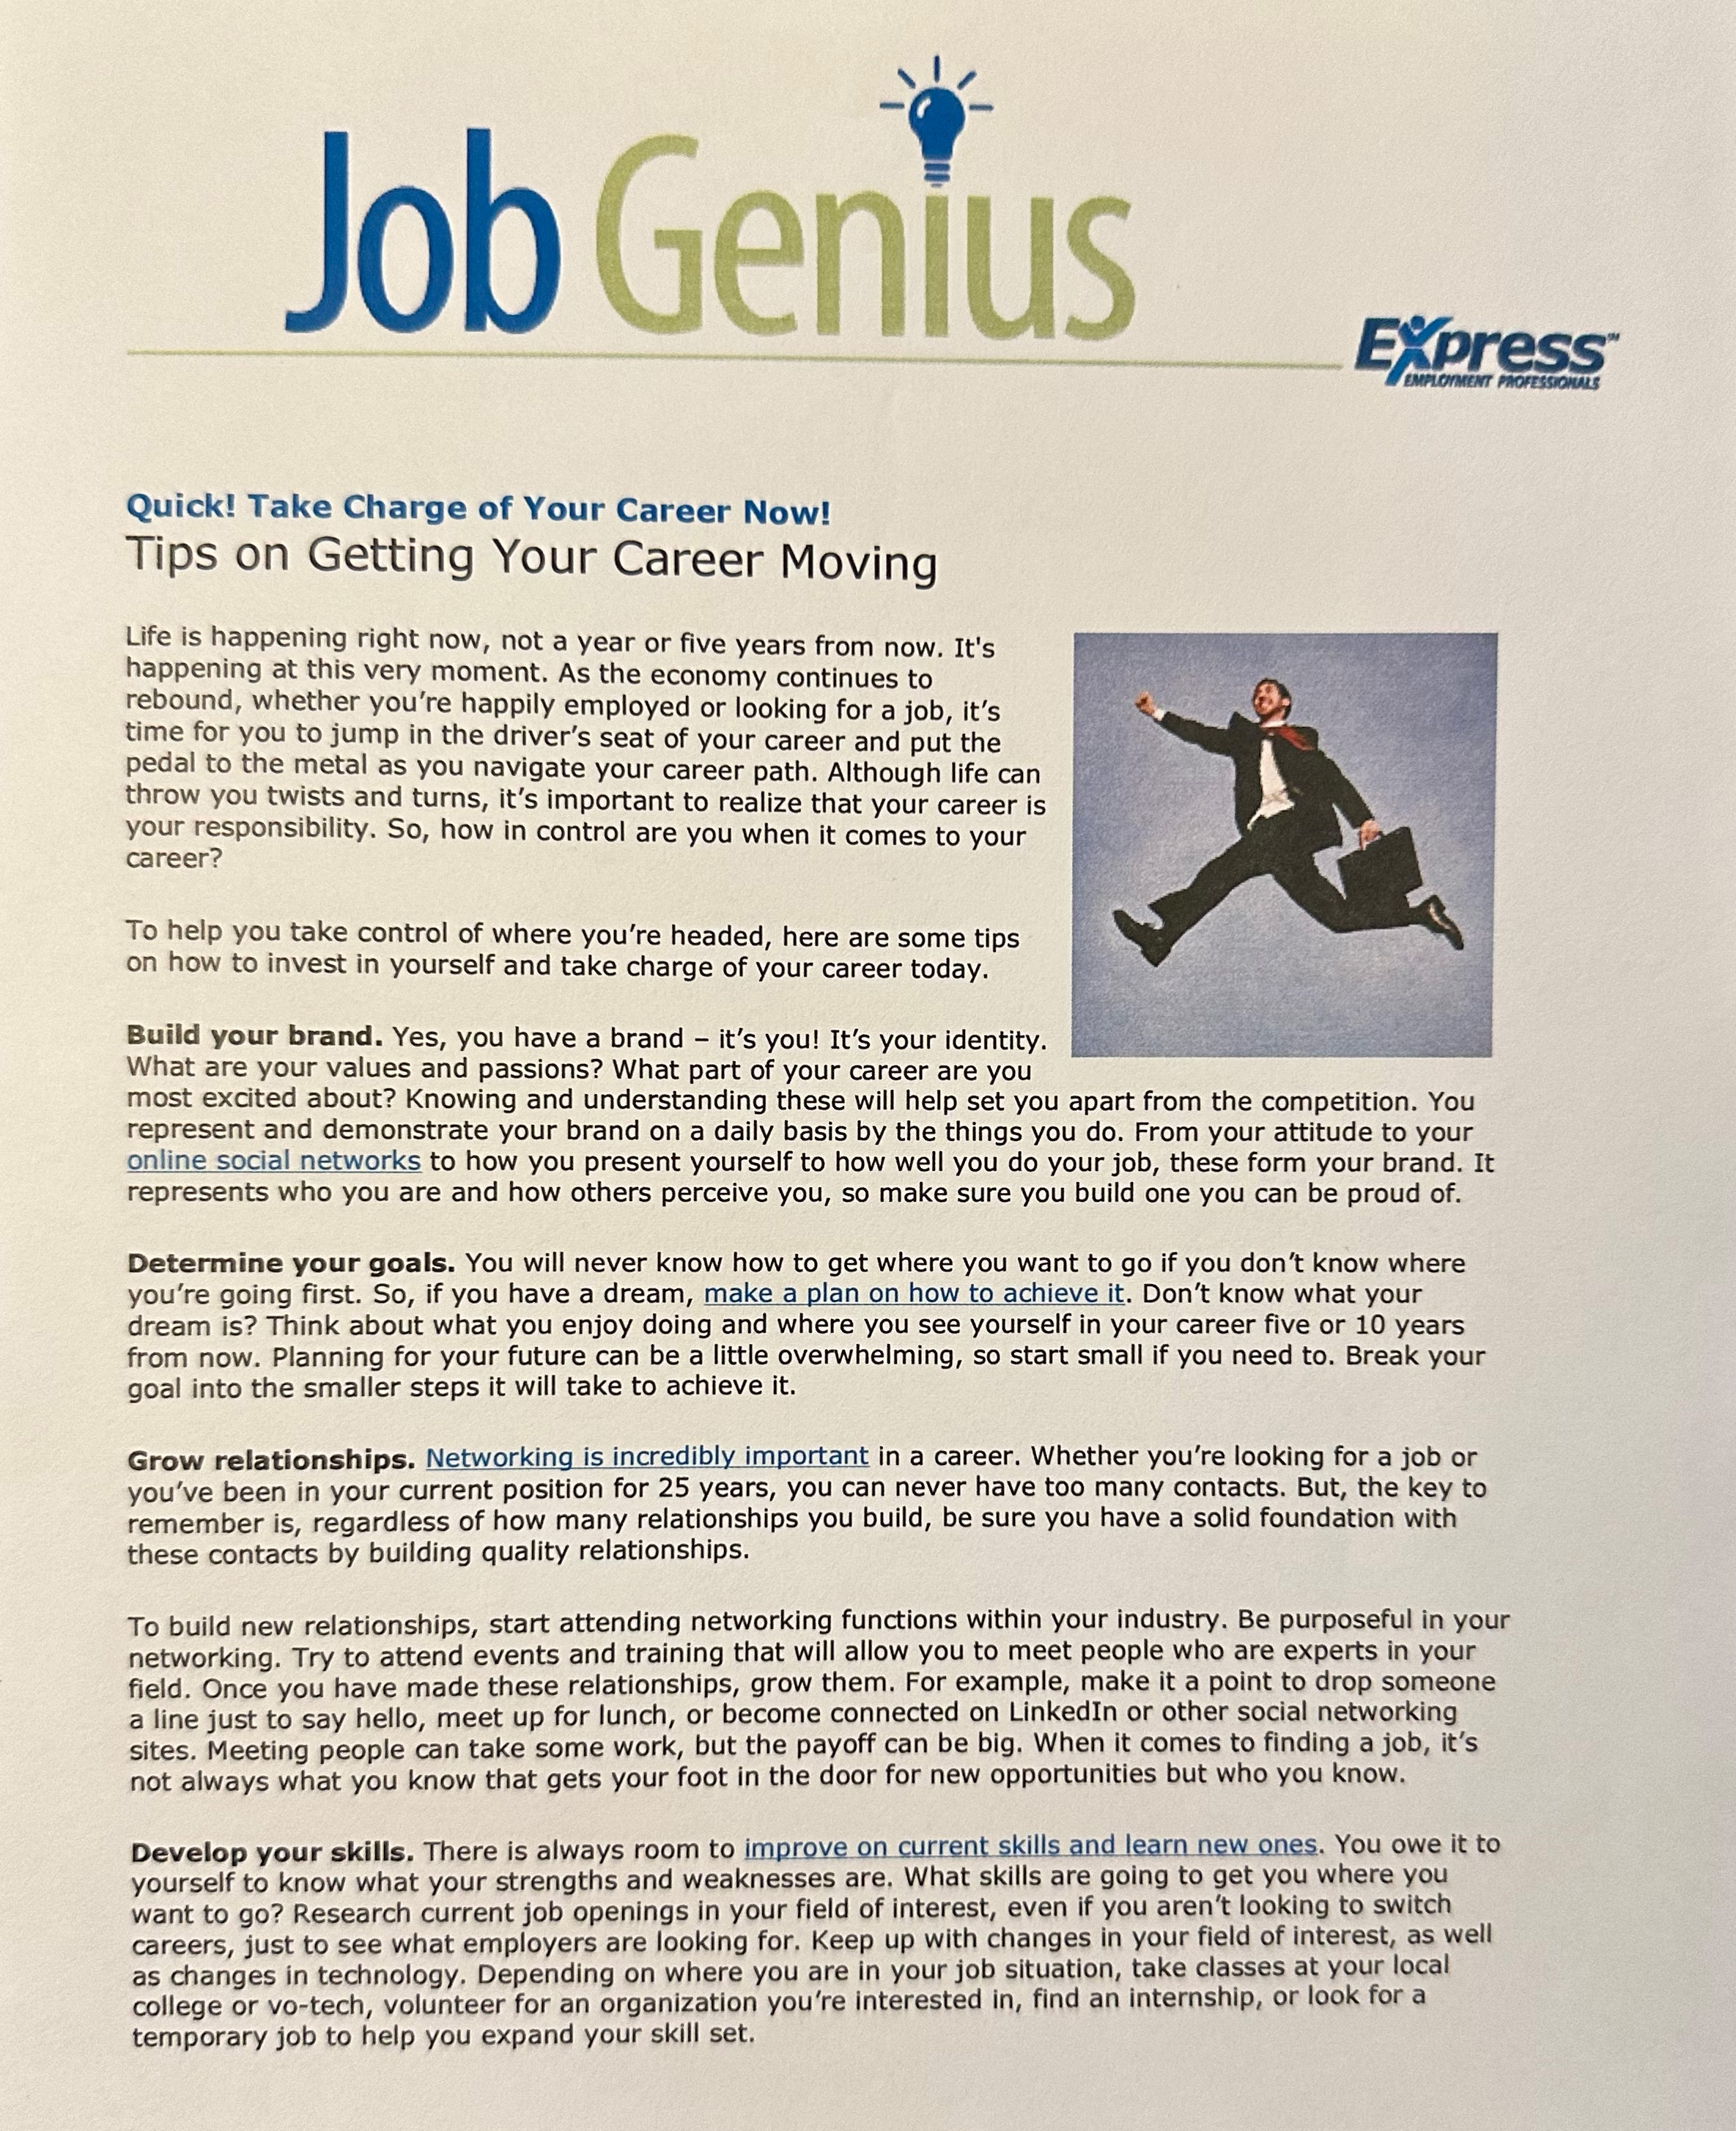 Job Genius
Express™
EMPLOYMENT PROFESSIONALS
Quick! Take Charge of Your Career Now!
Tips on Getting Your Career Moving
Life is happening right now, not a year or five years from now. It's
happening at this very moment. As the economy continues to
rebound, whether you’re happily employed or looking for a job, it’s
time for you to jump in the driver’s seat of your career and put the
pedal to the metal as you navigate your career path. Although life can
throw you twists and turns, it’s important to realize that your career is
your responsibility. So, how in control are you when it comes to your
career?
To help you take control of where you’re headed, here are some tips
on how to invest in yourself and take charge of your career today.
Build your brand. Yes, you have a brand – it’s you! It’s your identity.
What are your values and passions? What part of your career are you
most excited about? Knowing and understanding these will help set you apart from the competition. You
represent and demonstrate your brand on a daily basis by the things you do. From your attitude to your
online social networks to how you present yourself to how well you do your job, these form your brand. It
represents who you are and how others perceive you, so make sure you build one you can be proud of.
Determine your goals. You will never know how to get where you want to go if you don’t know where
you’re going first. So, if you have a dream, make a plan on how to achieve it. Don’t know what your
dream is? Think about what you enjoy doing and where you see yourself in your career five or 10 years
from now. Planning for your future can be a little overwhelming, so start small if you need to. Break your
goal into the smaller steps it will take to achieve it.
Grow relationships. Networking is incredibly important in a career. Whether you’re looking for a job or
you’ve been in your current position for 25 years, you can never have too many contacts. But, the key to
remember is, regardless of how many relationships you build, be sure you have a solid foundation with
these contacts by building quality relationships.
To build new relationships, start attending networking functions within your industry. Be purposeful in your
networking. Try to attend events and training that will allow you to meet people who are experts in your
field. Once you have made these relationships, grow them. For example, make it a point to drop someone
a line just to say hello, meet up for lunch, or become connected on LinkedIn or other social networking
sites. Meeting people can take some work, but the payoff can be big. When it comes to finding a job, it’s
not always what you know that gets your foot in the door for new opportunities but who you know.
Develop your skills. There is always room to improve on current skills and learn new ones. You owe it to
yourself to know what your strengths and weaknesses are. What skills are going to get you where you
want to go? Research current job openings in your field of interest, even if you aren’t looking to switch
careers, just to see what employers are looking for. Keep up with changes in your field of interest, as well
as changes in technology. Depending on where you are in your job situation, take classes at your local
college or vo-tech, volunteer for an organization you’re interested in, find an internship, or look for a
temporary job to help you expand your skill set.